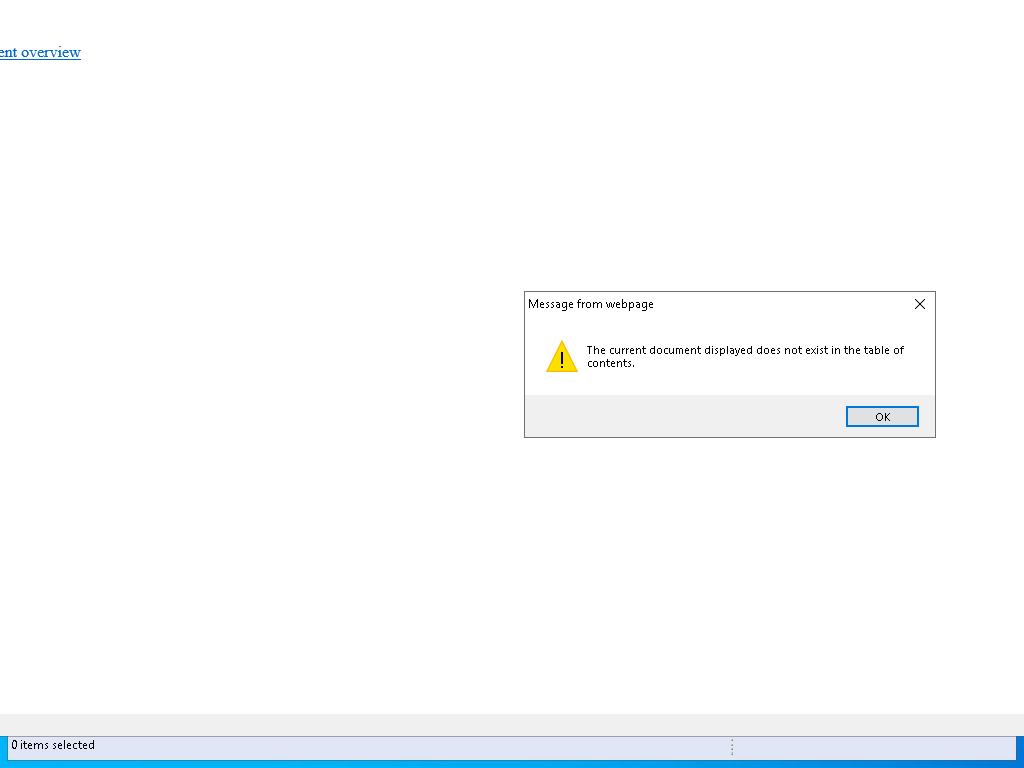 ent overview
Message from webpage
The current document displayed does not exist in the table of
contents.
OK
0 items selected